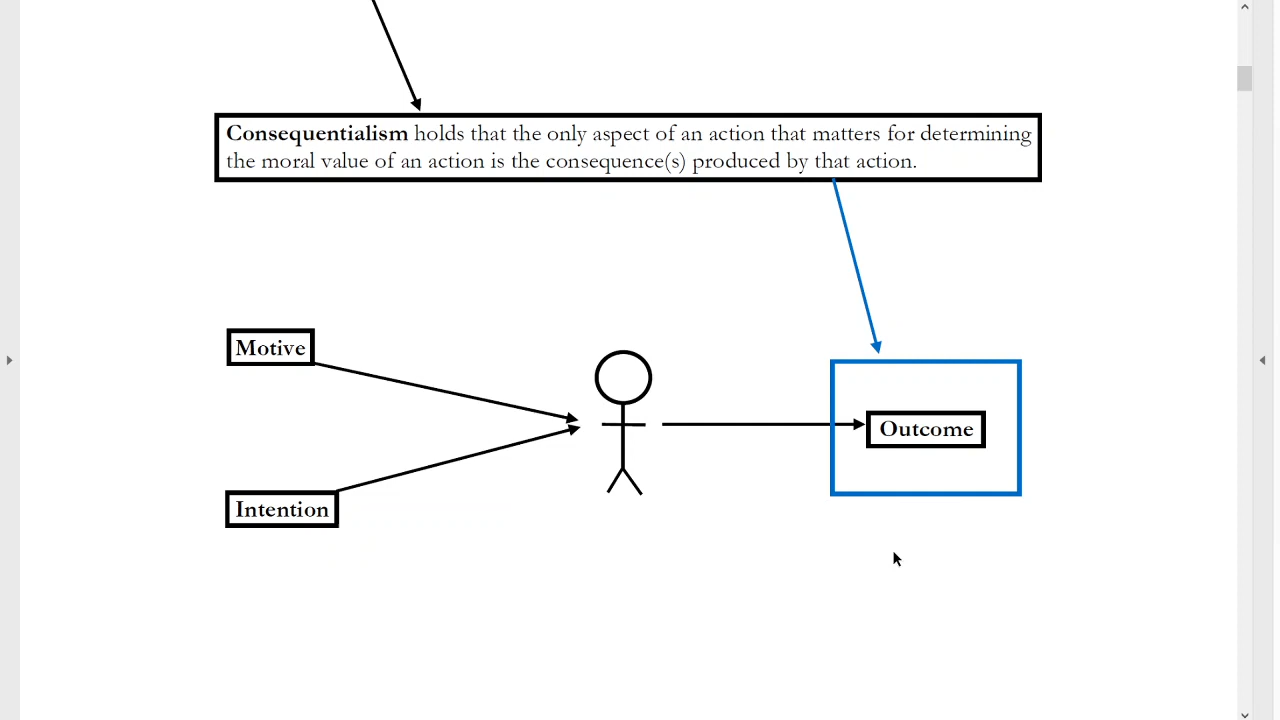 Consequentialism holds that the only aspect of an action that matters for determining
the moral value of an action is the consequence(s) produced by that action.
Motive
Outcome
Intention